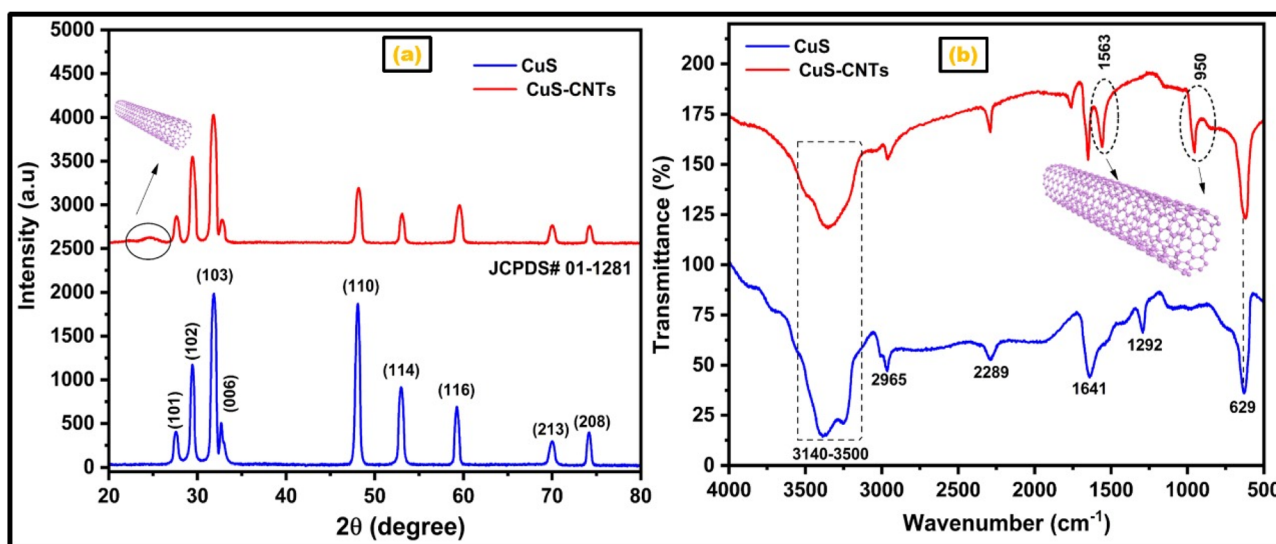 (a)
CuS
CuS-CNTs
5000
4500
4000
3500
3000
2500
2000
1500
1000
500
0
Intensity (a.u)
JCPDS# 01-1281
(101)
(102)
(103)
(006)
(110)
(114)
(116)
(213)
(208)
20 30 40 50 60 70 80
2θ (degree)
(b)
CuS
CuS-CNTs
200
175
150
125
100
75
50
25
0
Transmittance (%)
1563
950
3140-3500
2965
2289
1641
1292
629
4000 3500 3000 2500 2000 1500 1000 500
Wavenumber (cm⁻¹)